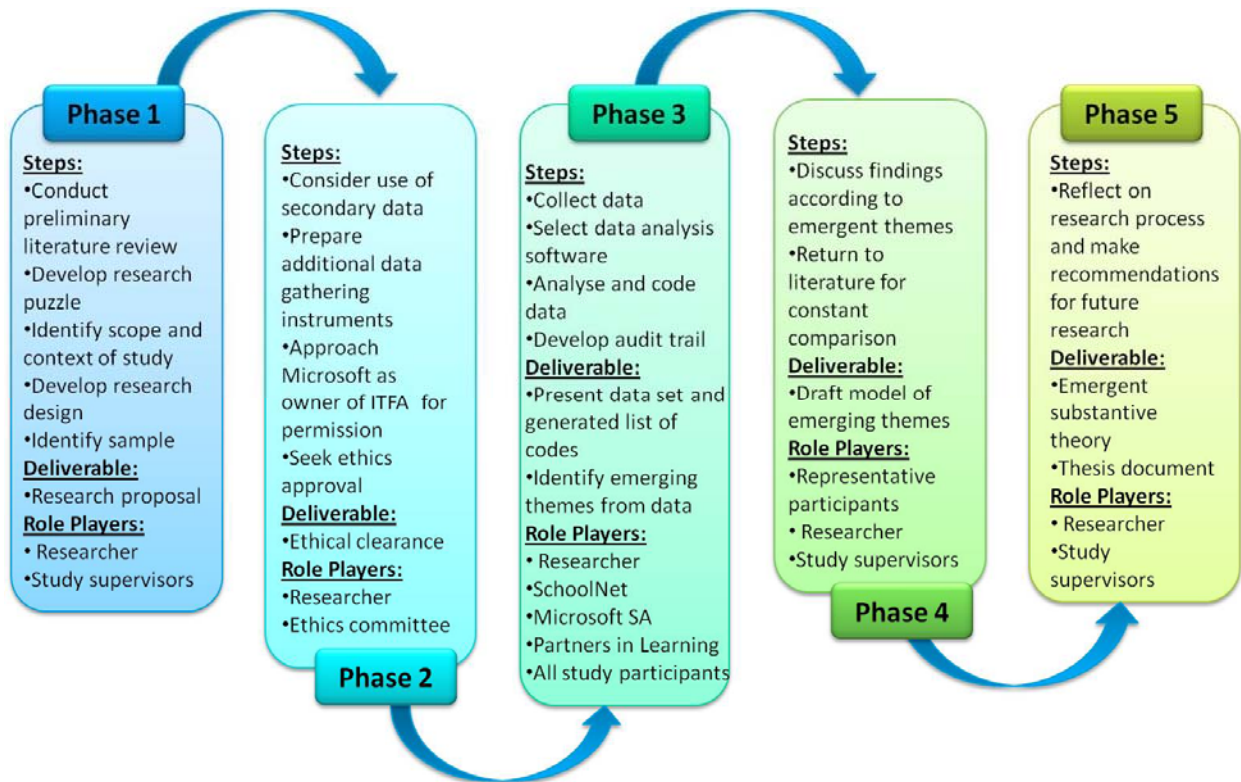 Phase 1
Steps:
•Conduct
preliminary
literature review
•Develop research
puzzle
•Identify scope and
context of study
•Develop research
design
•Identify sample
Deliverable:
•Research proposal
Role Players:
• Researcher
•Study supervisors
Steps:
•Consider use of
secondary data
•Prepare
additional data
gathering
instruments
•Approach
Microsoft as
owner of ITFA for
permission
•Seek ethics
approval
Deliverable:
•Ethical clearance
Role Players:
•Researcher
•Ethics committee
Phase 2
Phase 3
Steps:
•Collect data
•Select data analysis
software
•Analyse and code
data
•Develop audit trail
Deliverable:
•Present data set and
generated list of
codes
•Identify emerging
themes from data
Role Players:
• Researcher
•SchoolNet
•Microsoft SA
•Partners in Learning
•All study participants
Steps:
•Discuss findings
according to
emergent themes
•Return to
literature for
constant
comparison
Deliverable:
•Draft model of
emerging themes
Role Players:
•Representative
participants
• Researcher
•Study supervisors
Phase 4
Phase 5
Steps:
•Reflect on
research process
and make
recommendations
for future
research
Deliverable:
•Emergent
substantive
theory
•Thesis document
Role Players:
• Researcher
•Study
supervisors